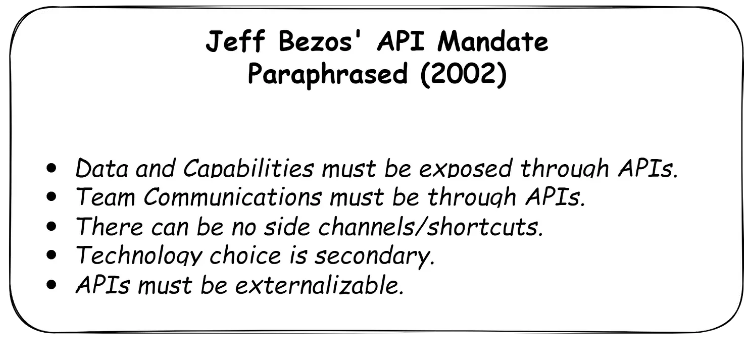 Jeff Bezos' API Mandate
Paraphrased (2002)
• Data and Capabilities must be exposed through APIs.
• Team Communications must be through APIs.
• There can be no side channels/shortcuts.
• Technology choice is secondary.
• APIs must be externalizable.